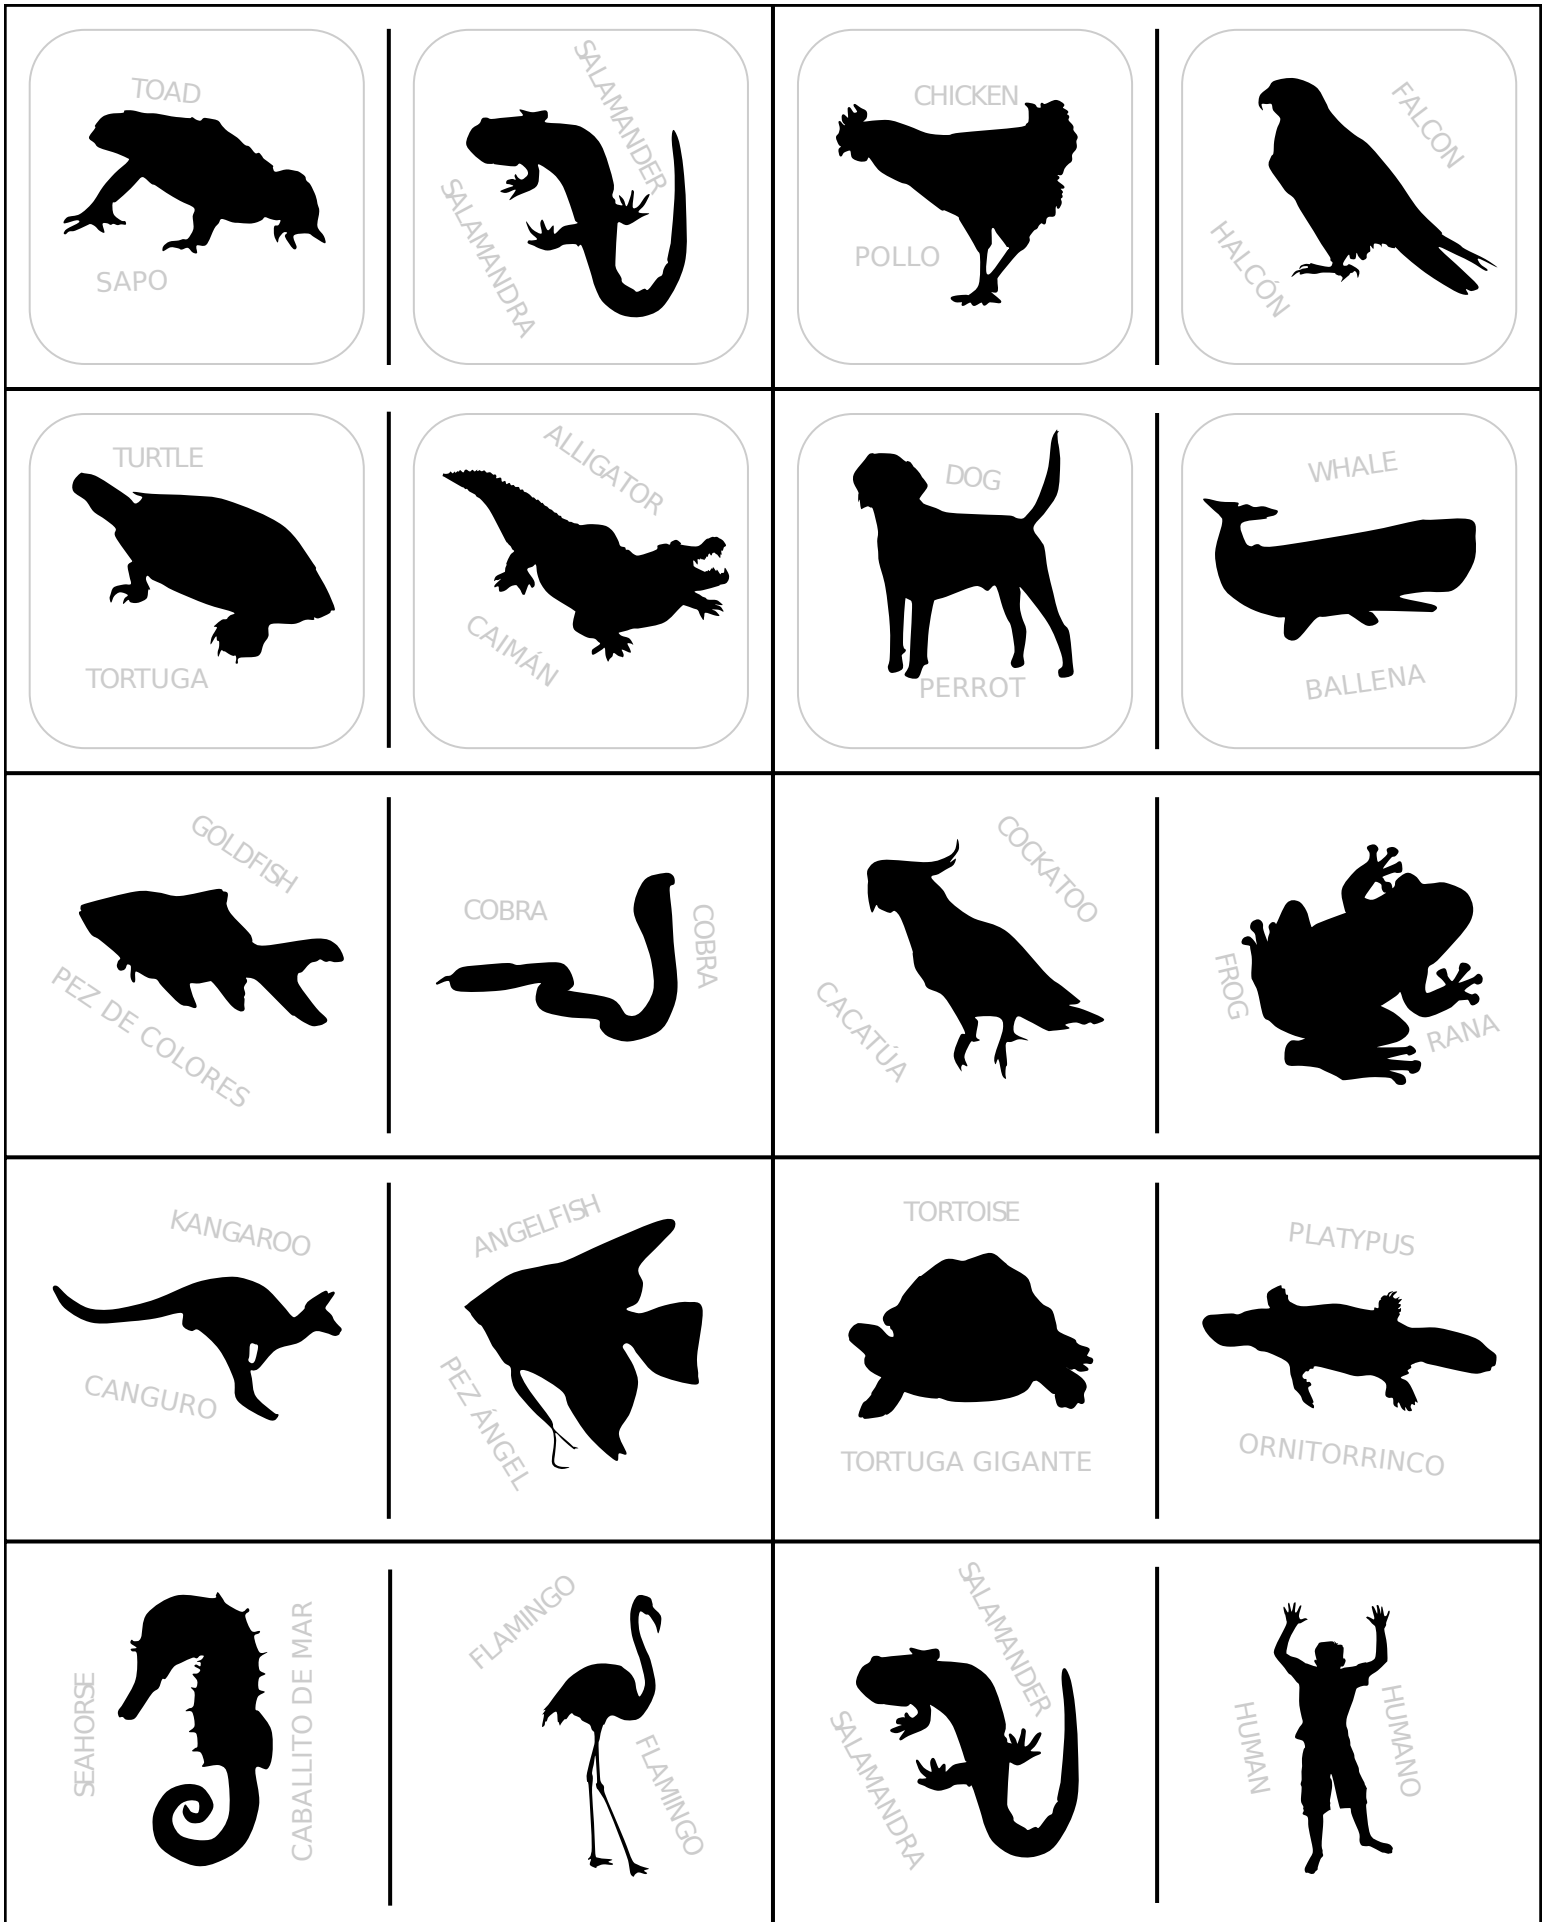 TOAD
SAPO
SALAMANDER
SALAMANDRA
CHICKEN
POLLO
FALCON
HALCÓN
TURTLE
TORTUGA
ALLIGATOR
CAIMÁN
DOG
PERROT
WHALE
BALLENA
GOLDFISH
PEZ DE COLORES
COBRA
COBRA
COCKATOO
CACATÚA
FROG
RANA
KANGAROO
CANGURO
ANGELFISH
PEZ ÁNGEL
TORTOISE
TORTUGA GIGANTE
PLATYPUS
ORNITORRINCO
SEAHORSE
CABALLITO DE MAR
FLAMINGO
FLAMINGO
SALAMANDER
SALAMANDRA
HUMAN
HUMANO